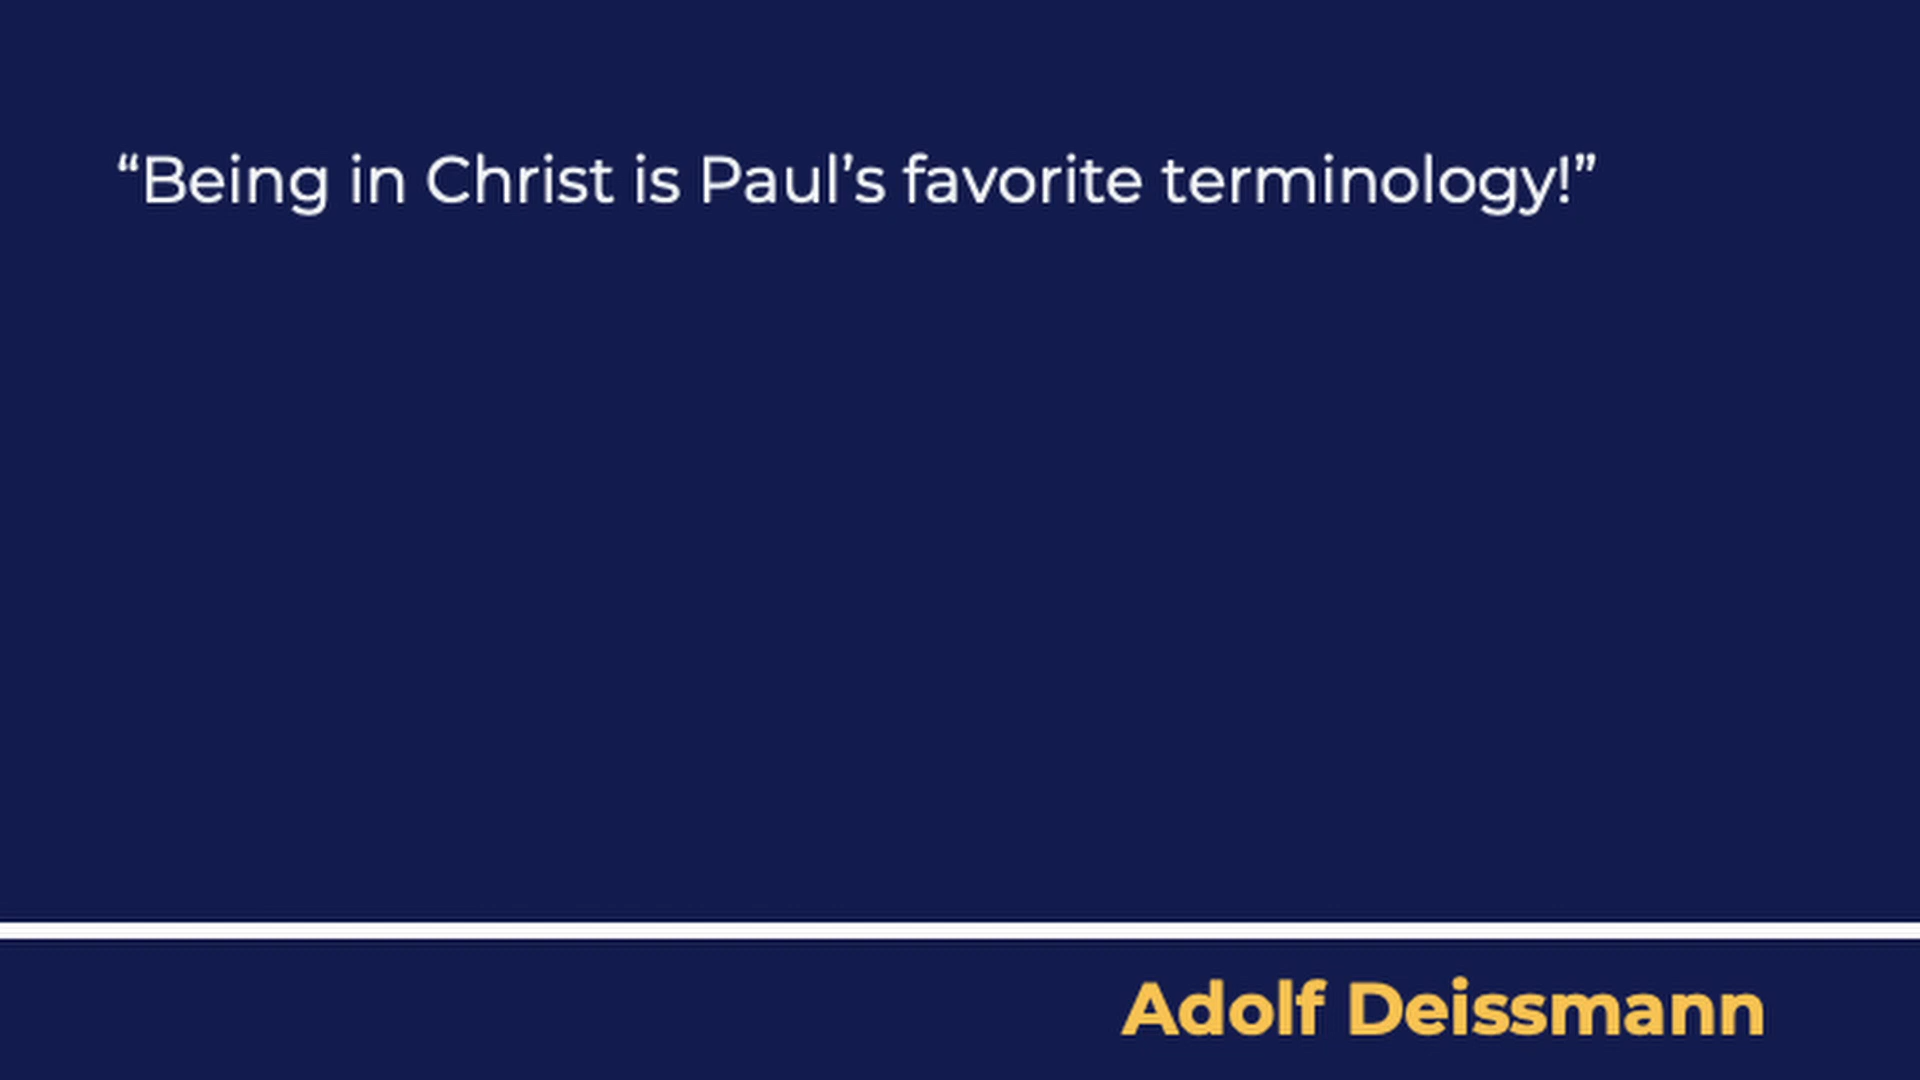 “Being in Christ is Paul’s favorite terminology!”
Adolf Deissmann